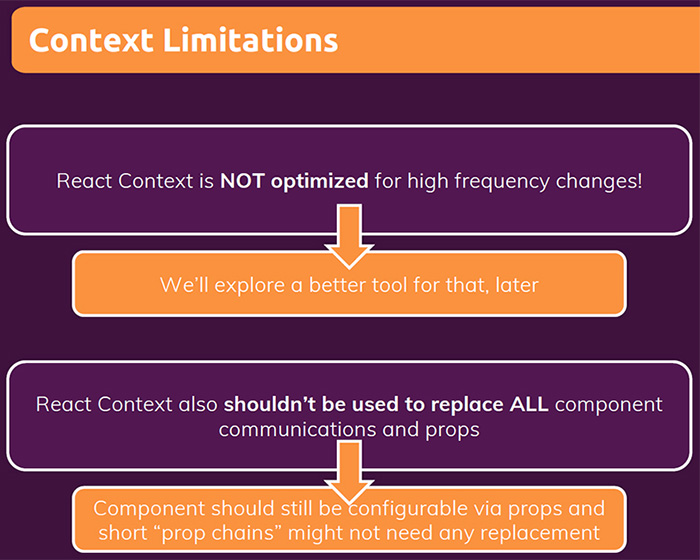 Context Limitations
React Context is NOT optimized for high frequency changes!
We'll explore a better tool for that, later
React Context also shouldn't be used to replace ALL component
communications and props
Component should still be configurable via props and
short “prop chains” might not need any replacement